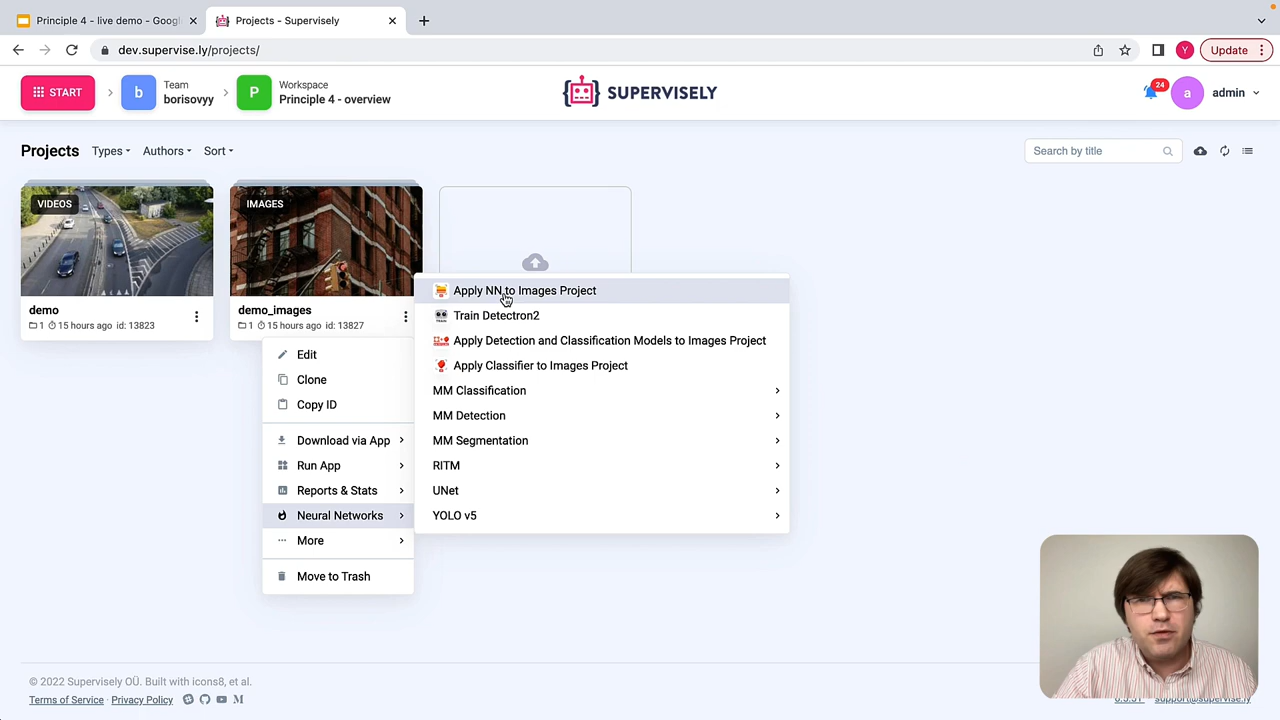 Principle 4 - live demo - Googl
Projects - Supervisely
dev.supervise.ly/projects/
Y
Update
START
b
Team
borisovyy
P
Workspace
Principle 4 - overview
SUPERVISELY
24
a
admin
Projects
Types
Authors
Sort
Search by title
VIDEOS
IMAGES
demo
1 15 hours ago id: 13823
demo_images
1 15 hours ago id: 13827
Edit
Clone
Copy ID
Download via App
Run App
Reports & Stats
Neural Networks
More
Move to Trash
Apply NN to Images Project
Train Detectron2
Apply Detection and Classification Models to Images Project
Apply Classifier to Images Project
MM Classification
MM Detection
MM Segmentation
RITM
UNet
YOLO v5
© 2022 Supervisely OÜ. Built with icons8, et al.
Terms of Service · Privacy Policy
support@supervise.ly